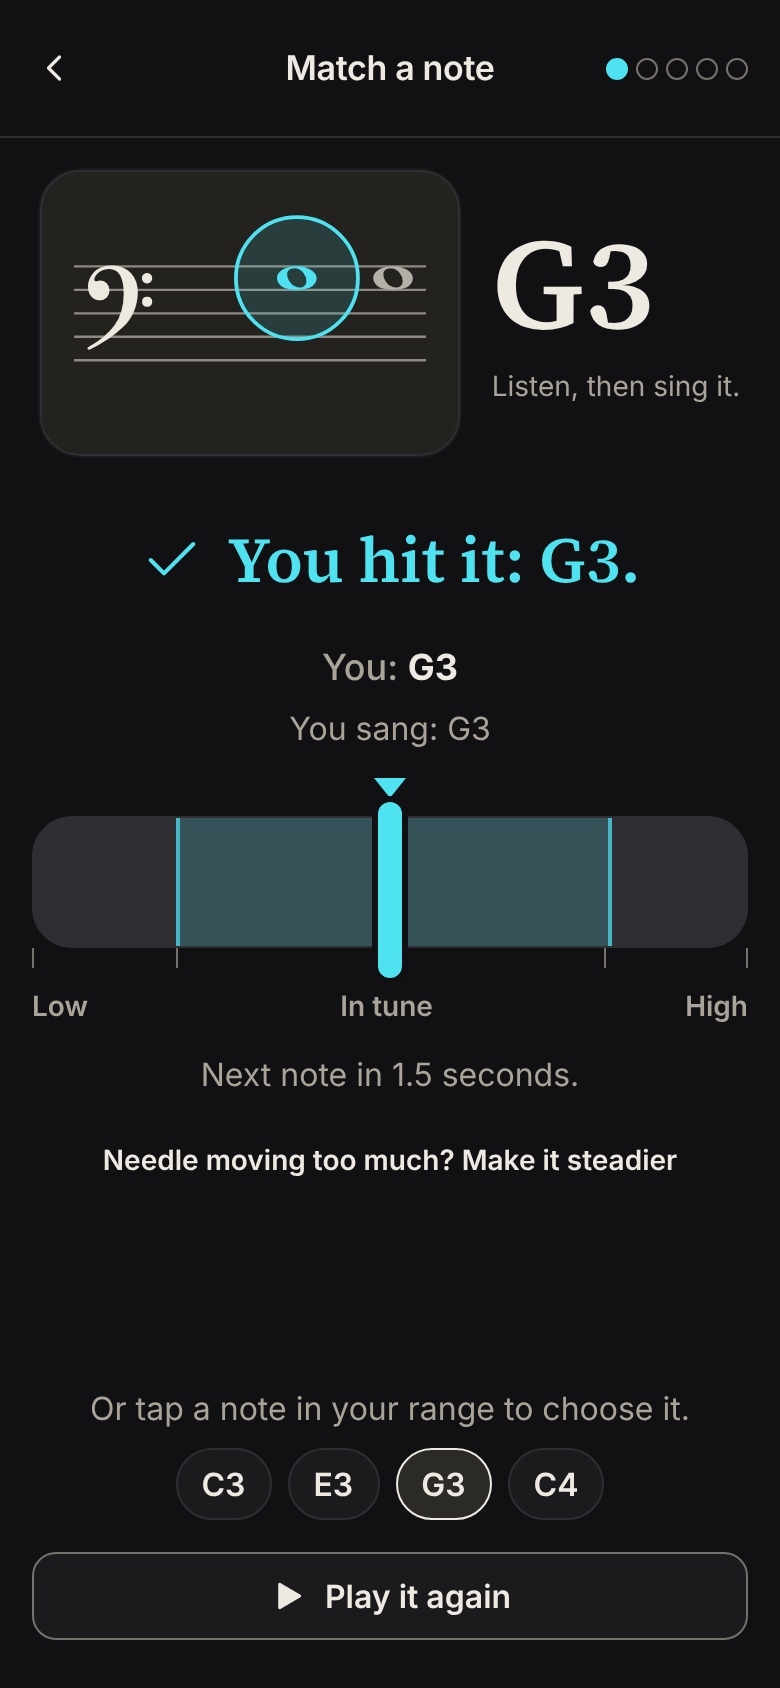 Match a note
G3
Listen, then sing it.
You hit it: G3.
You: G3
You sang: G3
Low In tune High
Next note in 1.5 seconds.
Needle moving too much? Make it steadier
Or tap a note in your range to choose it.
C3 E3 G3 C4
Play it again